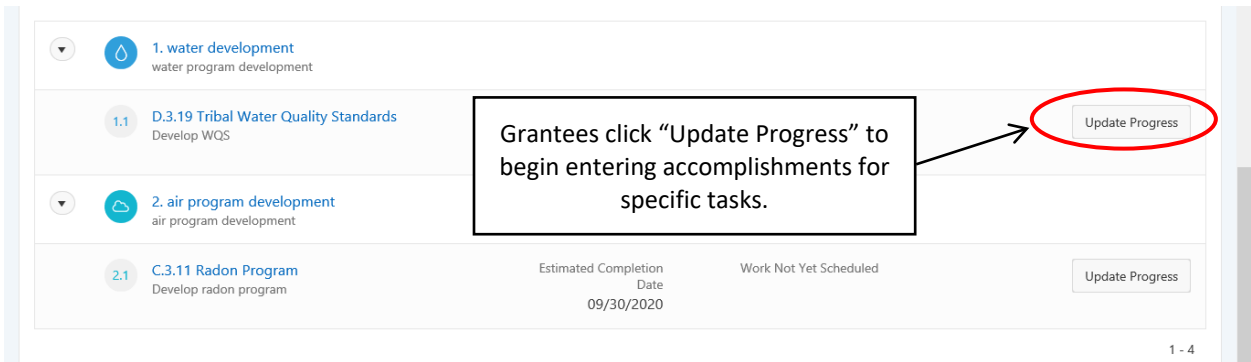 1. water development
water program development
1.1
D.3.19 Tribal Water Quality Standards
Develop WQS
Grantees click “Update Progress” to
begin entering accomplishments for
specific tasks.
Update Progress
2. air program development
air program development
2.1
C.3.11 Radon Program
Develop radon program
Estimated Completion
Date
09/30/2020
Work Not Yet Scheduled
Update Progress
1 - 4